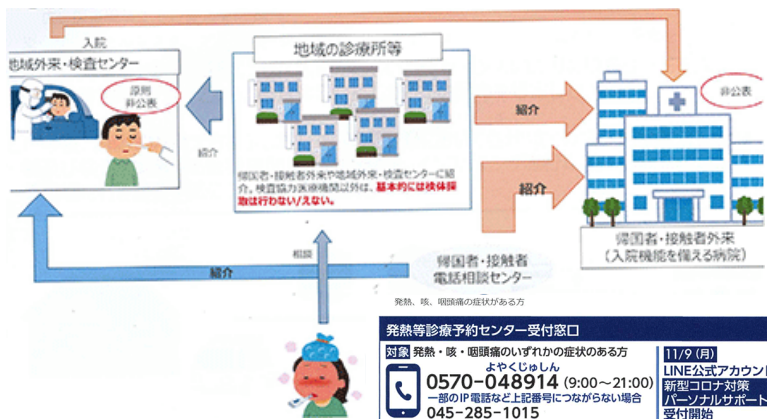 入院
地域外来・検査センター
原則
非公表
地域の診療所等
帰国者・接触者外来や地域外来・検査センターに紹
介。検査協力医療機関以外は、基本的には検体採
取は行わない/えない。
紹介
紹介
紹介
非公表
帰国者・接触者外来
(入院機能を備える病院)
相談
紹介
帰国者・接触者
電話相談センター
発熱、咳、咽頭痛の症状がある方
発熱等診療予約センター受付窓口
対象 発熱・咳・咽頭痛のいずれかの症状のある方
よやくじゅしん
0570-048914 (9:00~21:00)
一部のIP電話など上記番号につながらない場合
045-285-1015
11/9(月)
LINE公式アカウント
新型コロナ対策
パーソナルサポート
受付開始